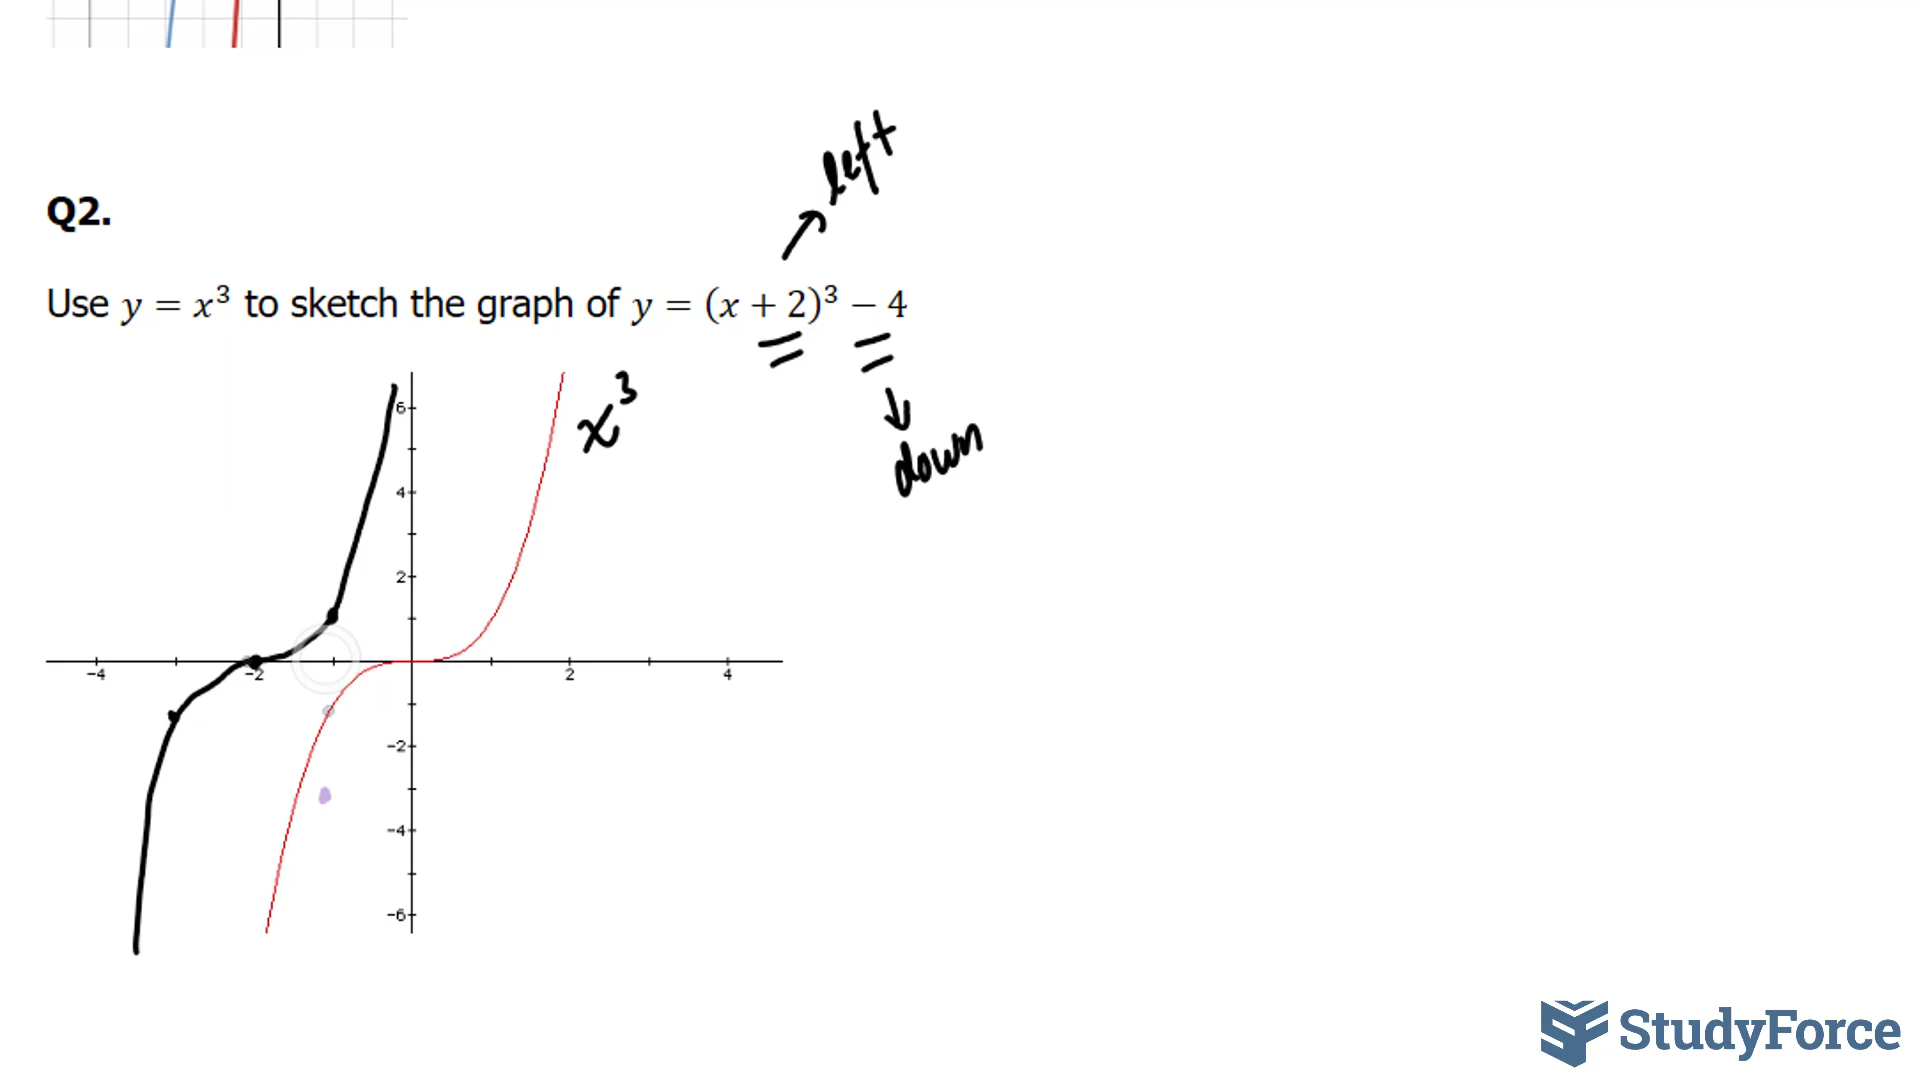 left
Q2.
Use y = x³ to sketch the graph of y = (x + 2)³ − 4
x³
down
6
4
2
-4
-2
2
4
-2
-4
-6
StudyForce